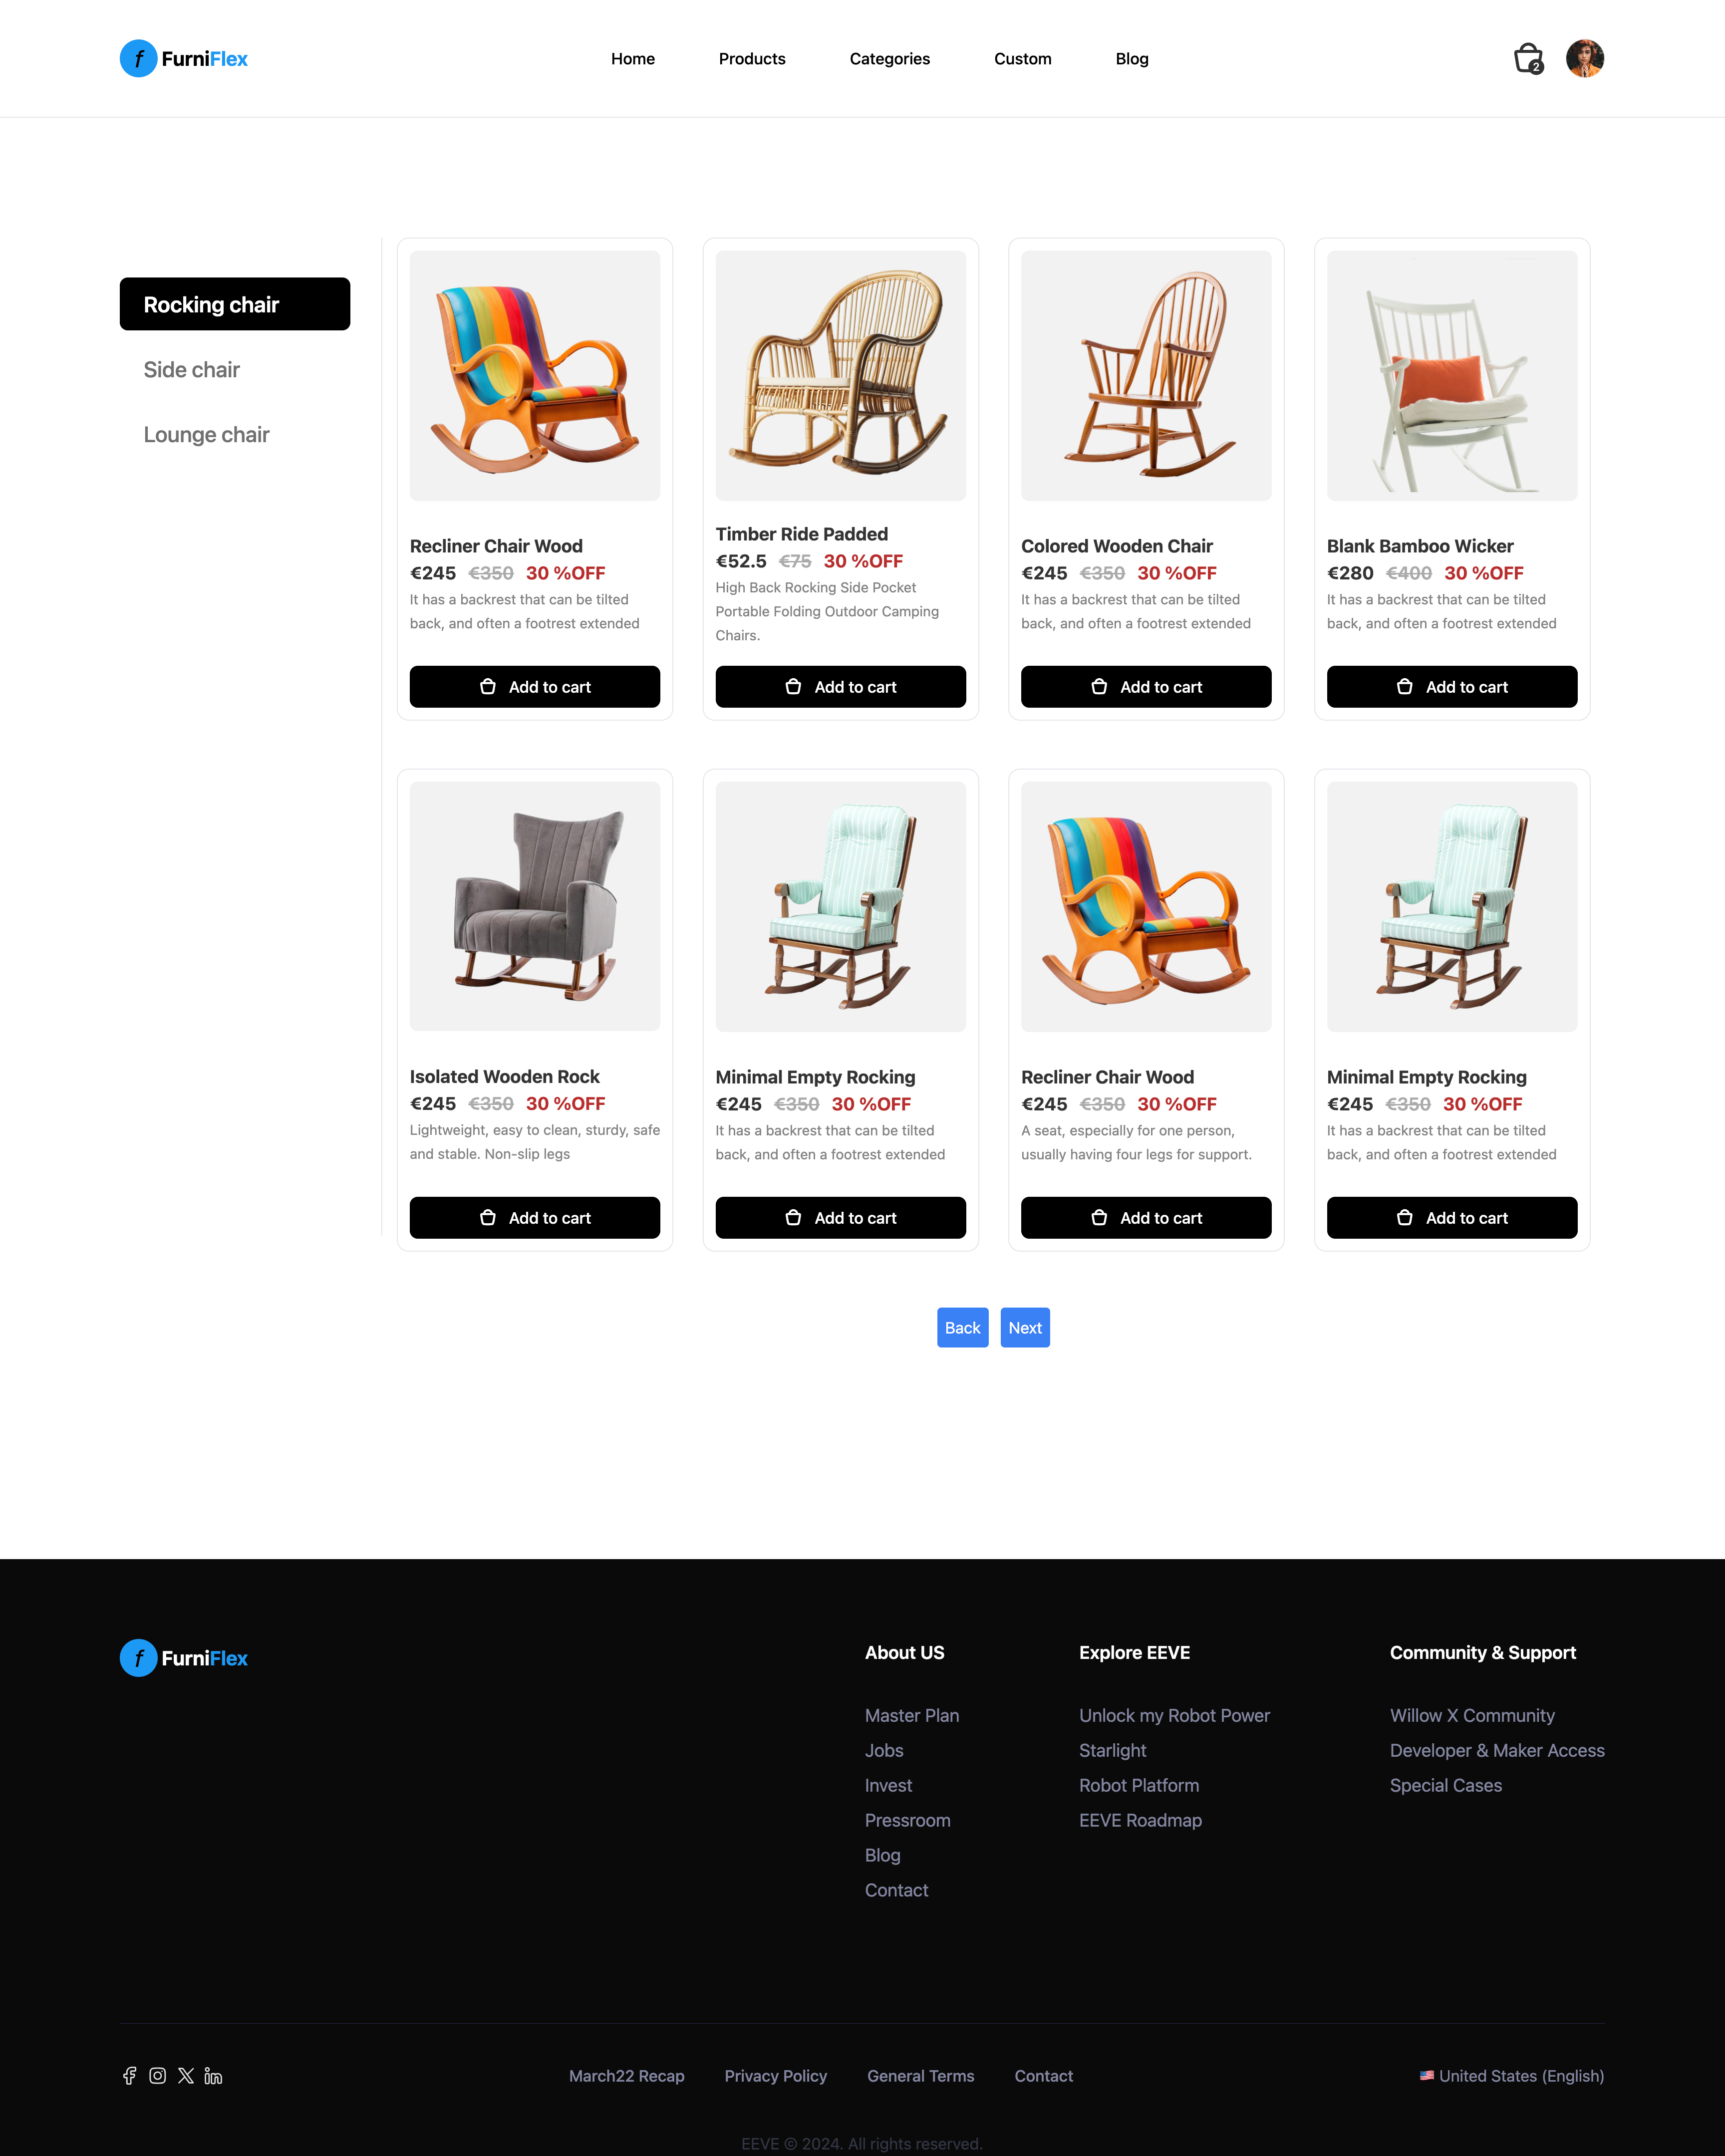 f FurniFlex
Home Products Categories Custom Blog
2
Rocking chair
Side chair
Lounge chair
Recliner Chair Wood
€245 €350 30 %OFF
It has a backrest that can be tilted
back, and often a footrest extended
Add to cart
Timber Ride Padded
€52.5 €75 30 %OFF
High Back Rocking Side Pocket
Portable Folding Outdoor Camping
Chairs.
Add to cart
Colored Wooden Chair
€245 €350 30 %OFF
It has a backrest that can be tilted
back, and often a footrest extended
Add to cart
Blank Bamboo Wicker
€280 €400 30 %OFF
It has a backrest that can be tilted
back, and often a footrest extended
Add to cart
Isolated Wooden Rock
€245 €350 30 %OFF
Lightweight, easy to clean, sturdy, safe
and stable. Non-slip legs
Add to cart
Minimal Empty Rocking
€245 €350 30 %OFF
It has a backrest that can be tilted
back, and often a footrest extended
Add to cart
Recliner Chair Wood
€245 €350 30 %OFF
A seat, especially for one person,
usually having four legs for support.
Add to cart
Minimal Empty Rocking
€245 €350 30 %OFF
It has a backrest that can be tilted
back, and often a footrest extended
Add to cart
Back Next
f FurniFlex
About US
Master Plan
Jobs
Invest
Pressroom
Blog
Contact
Explore EEVE
Unlock my Robot Power
Starlight
Robot Platform
EEVE Roadmap
Community & Support
Willow X Community
Developer & Maker Access
Special Cases
March22 Recap Privacy Policy General Terms Contact
United States (English)
EEVE © 2024. All rights reserved.